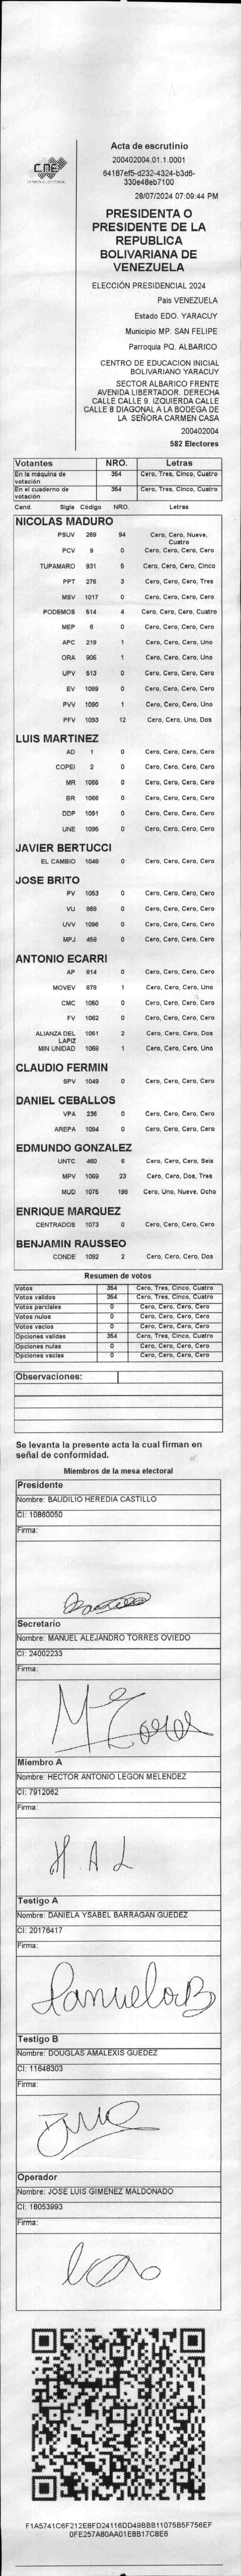 CNE
Acta de escrutinio
200402004.01.1.0001
64187ef5-d232-4324-b3d6-
330e48eb7100
28/07/2024 07:09:44 PM
PRESIDENTA O
PRESIDENTE DE LA
REPUBLICA
BOLIVARIANA DE
VENEZUELA
ELECCIÓN PRESIDENCIAL 2024
País VENEZUELA
Estado EDO. YARACUY
Municipio MP. SAN FELIPE
Parroquia PQ. ALBARICO
CENTRO DE EDUCACION INICIAL
BOLIVARIANO YARACUY
SECTOR ALBARICO FRENTE
AVENIDA LIBERTADOR. DERECHA
CALLE CALLE 9. IZQUIERDA CALLE
CALLE 8 DIAGONAL A LA BODEGA DE
LA SEÑORA CARMEN CASA
200402004
582 Electores
Votantes NRO. Letras
En la máquina de votación 354 Cero, Tres, Cinco, Cuatro
En el cuaderno de votación 354 Cero, Tres, Cinco, Cuatro
Cand. Sigla Código NRO. Letras
NICOLAS MADURO
PSUV 269 94 Cero, Cero, Nueve, Cuatro
PCV 9 0 Cero, Cero, Cero, Cero
TUPAMARO 931 5 Cero, Cero, Cero, Cinco
PPT 276 3 Cero, Cero, Cero, Tres
MSV 1017 0 Cero, Cero, Cero, Cero
PODEMOS 514 4 Cero, Cero, Cero, Cuatro
MEP 6 0 Cero, Cero, Cero, Cero
APC 219 1 Cero, Cero, Cero, Uno
ORA 906 1 Cero, Cero, Cero, Uno
UPV 513 0 Cero, Cero, Cero, Cero
EV 1089 0 Cero, Cero, Cero, Cero
PVV 1090 1 Cero, Cero, Cero, Uno
PFV 1093 12 Cero, Cero, Uno, Dos
LUIS MARTINEZ
AD 1 0 Cero, Cero, Cero, Cero
COPEI 2 0 Cero, Cero, Cero, Cero
MR 1065 0 Cero, Cero, Cero, Cero
BR 1066 0 Cero, Cero, Cero, Cero
DDP 1091 0 Cero, Cero, Cero, Cero
UNE 1095 0 Cero, Cero, Cero, Cero
JAVIER BERTUCCI
EL CAMBIO 1048 0 Cero, Cero, Cero, Cero
JOSE BRITO
PV 1053 0 Cero, Cero, Cero, Cero
VU 868 0 Cero, Cero, Cero, Cero
UVV 1096 0 Cero, Cero, Cero, Cero
MPJ 459 0 Cero, Cero, Cero, Cero
ANTONIO ECARRI
AP 814 0 Cero, Cero, Cero, Cero
MOVEV 878 1 Cero, Cero, Cero, Uno
CMC 1050 0 Cero, Cero, Cero, Cero
FV 1062 0 Cero, Cero, Cero, Cero
ALIANZA DEL LAPIZ 1051 2 Cero, Cero, Cero, Dos
MIN UNIDAD 1058 1 Cero, Cero, Cero, Uno
CLAUDIO FERMIN
SPV 1049 0 Cero, Cero, Cero, Cero
DANIEL CEBALLOS
VPA 236 0 Cero, Cero, Cero, Cero
AREPA 1094 0 Cero, Cero, Cero, Cero
EDMUNDO GONZALEZ
UNTC 460 6 Cero, Cero, Cero, Seis
MPV 1069 23 Cero, Cero, Dos, Tres
MUD 1075 198 Cero, Uno, Nueve, Ocho
ENRIQUE MARQUEZ
CENTRADOS 1073 0 Cero, Cero, Cero, Cero
BENJAMIN RAUSSEO
CONDE 1092 2 Cero, Cero, Cero, Dos
Resumen de votos
Votos 354 Cero, Tres, Cinco, Cuatro
Votos validos 354 Cero, Tres, Cinco, Cuatro
Votos parciales 0 Cero, Cero, Cero, Cero
Votos nulos 0 Cero, Cero, Cero, Cero
Votos vacios 0 Cero, Cero, Cero, Cero
Opciones validas 354 Cero, Tres, Cinco, Cuatro
Opciones nulas 0 Cero, Cero, Cero, Cero
Opciones vacias 0 Cero, Cero, Cero, Cero
Observaciones:
Se levanta la presente acta la cual firman en
señal de conformidad.
Miembros de la mesa electoral
Presidente
Nombre: BAUDILIO HEREDIA CASTILLO
CI: 10860050
Firma:
Secretario
Nombre: MANUEL ALEJANDRO TORRES OVIEDO
CI: 24002233
Firma:
Miembro A
Nombre: HECTOR ANTONIO LEGON MELENDEZ
CI: 7912062
Firma:
H.A.L
Testigo A
Nombre: DANIELA YSABEL BARRAGAN GUEDEZ
CI: 20176417
Firma:
DanielaB
Testigo B
Nombre: DOUGLAS AMALEXIS GUEDEZ
CI: 11648303
Firma:
Operador
Nombre: JOSE LUIS GIMENEZ MALDONADO
CI: 18053993
Firma:
F1A5741C6F212E8FD24116DD49BBB11075B5F756EF
0FE257A80AA01E8B17C8E6